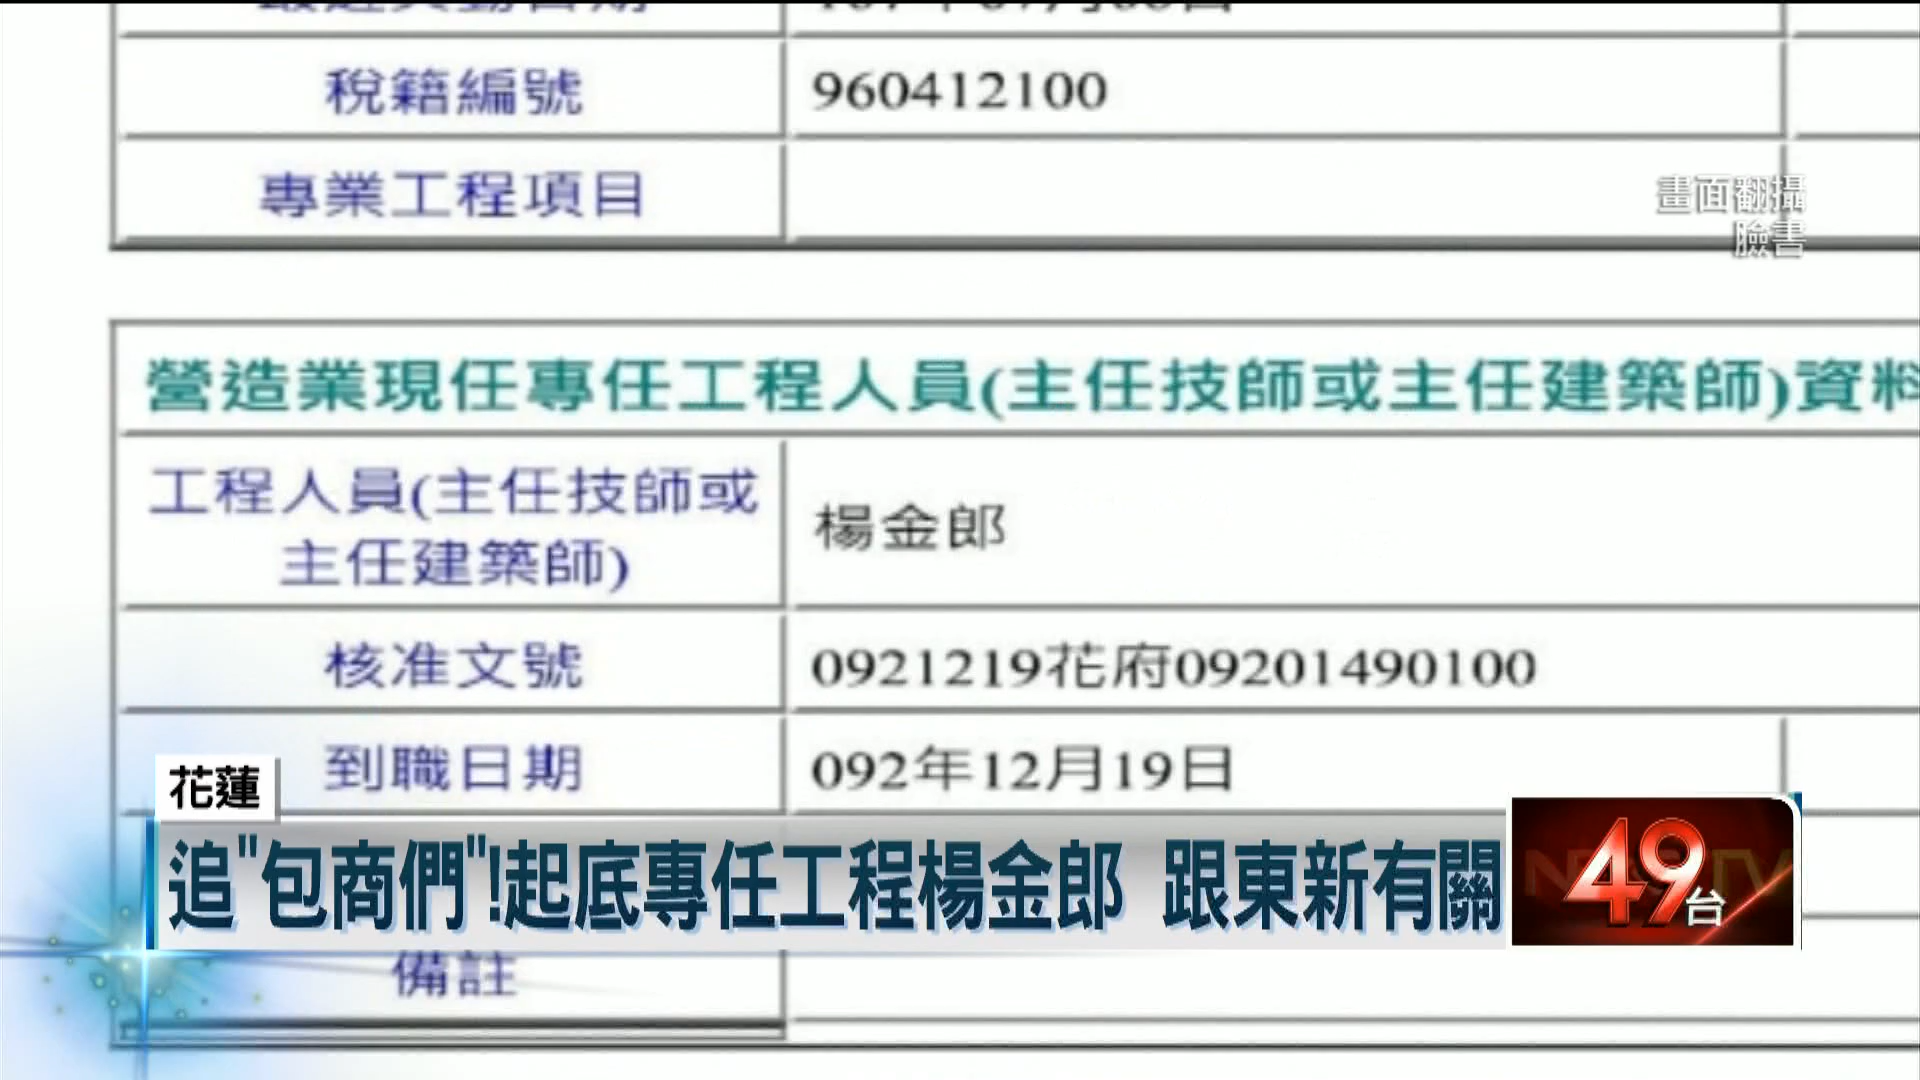 稅籍編號 960412100
專業工程項目
畫面翻攝
臉書
營造業現任專任工程人員(主任技師或主任建築師)資料
工程人員(主任技師或
主任建築師)
楊金郎
核准文號 0921219花府09201490100
到職日期 092年12月19日
花蓮
追"包商們"!起底專任工程楊金郎 跟東新有關
49台
備註